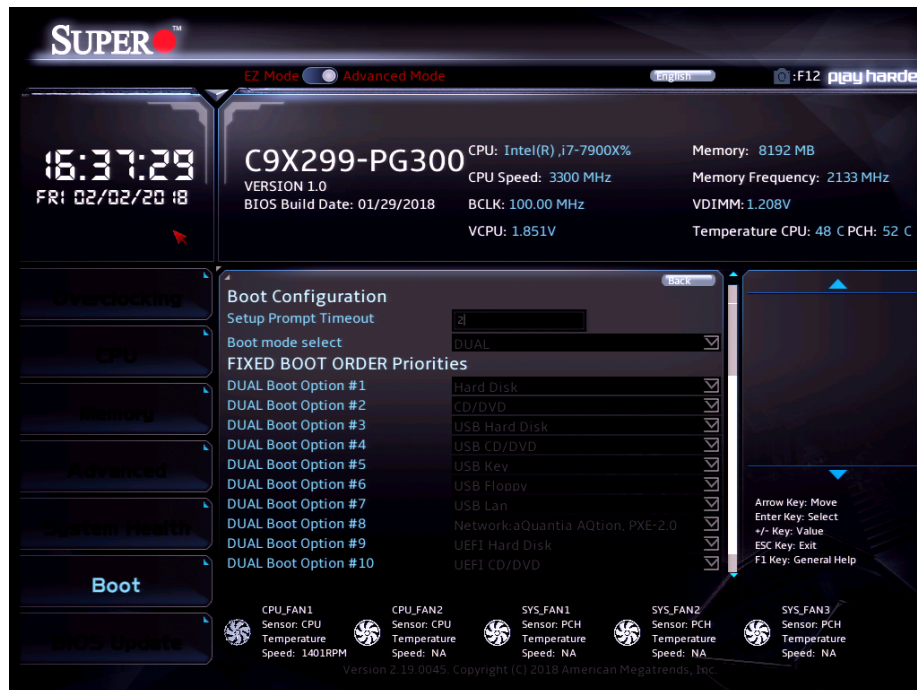 SUPER TM
EZ Mode Advanced Mode English :F12 play harde
16:37:29
FRI 02/02/2018
C9X299-PG300
VERSION 1.0
BIOS Build Date: 01/29/2018
CPU: Intel(R) ,i7-7900X%
CPU Speed: 3300 MHz
BCLK: 100.00 MHz
VCPU: 1.851V
Memory: 8192 MB
Memory Frequency: 2133 MHz
VDIMM: 1.208V
Temperature CPU: 48 C PCH: 52 C
Overclocking
CPU
Memory
Advanced
System Health
Boot
BIOS Update
Back
Boot Configuration
Setup Prompt Timeout 2
Boot mode select DUAL
FIXED BOOT ORDER Priorities
DUAL Boot Option #1 Hard Disk
DUAL Boot Option #2 CD/DVD
DUAL Boot Option #3 USB Hard Disk
DUAL Boot Option #4 USB CD/DVD
DUAL Boot Option #5 USB Key
DUAL Boot Option #6 USB Floppy
DUAL Boot Option #7 USB Lan
DUAL Boot Option #8 Network:aQuantia AQtion, PXE-2.0
DUAL Boot Option #9 UEFI Hard Disk
DUAL Boot Option #10 UEFI CD/DVD
Arrow Key: Move
Enter Key: Select
+/- Key: Value
ESC Key: Exit
F1 Key: General Help
CPU_FAN1
Sensor: CPU
Temperature
Speed: 1401RPM
CPU_FAN2
Sensor: CPU
Temperature
Speed: NA
SYS_FAN1
Sensor: PCH
Temperature
Speed: NA
SYS_FAN2
Sensor: PCH
Temperature
Speed: NA
SYS_FAN3
Sensor: PCH
Temperature
Speed: NA
Version 2.19.0045. Copyright (C) 2018 American Megatrends, Inc.